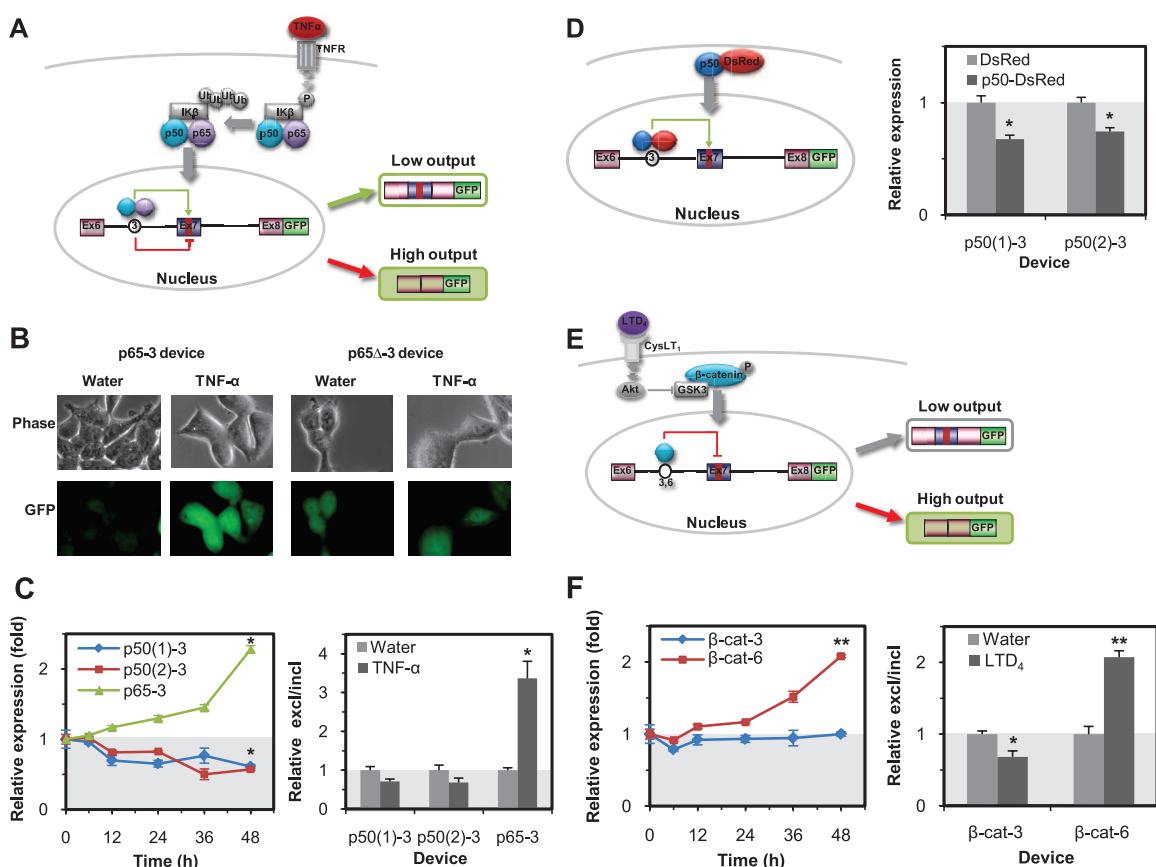 A
TNFα
TNFR
Ub Ub Ub Ub
P
IKβ
IKβ
p50 p65
p50 p65
Low output
GFP
3
Ex6
Ex7
Ex8 GFP
Nucleus
High output
GFP
B
p65-3 device
p65Δ-3 device
Water
TNF-α
Water
TNF-α
Phase
GFP
C
Relative expression (fold)
p50(1)-3
p50(2)-3
p65-3
*
*
2
1
0
0 12 24 36 48
Time (h)
Relative excl/incl
Water
TNF-α
*
4
3
2
1
0
p50(1)-3 p50(2)-3 p65-3
Device
D
p50 DsRed
3
Ex6
Ex7
Ex8 GFP
Nucleus
Relative expression
DsRed
p50-DsRed
*
*
1
0
p50(1)-3 p50(2)-3
Device
E
LTD4
CysLT1
P
β-catenin
Akt
GSK3
Low output
GFP
Ex6
Ex7
Ex8 GFP
3,6
Nucleus
High output
GFP
F
Relative expression (fold)
β-cat-3
β-cat-6
**
2
1
0
0 12 24 36 48
Time (h)
Relative excl/incl
Water
LTD4
**
*
2
1
0
β-cat-3 β-cat-6
Device